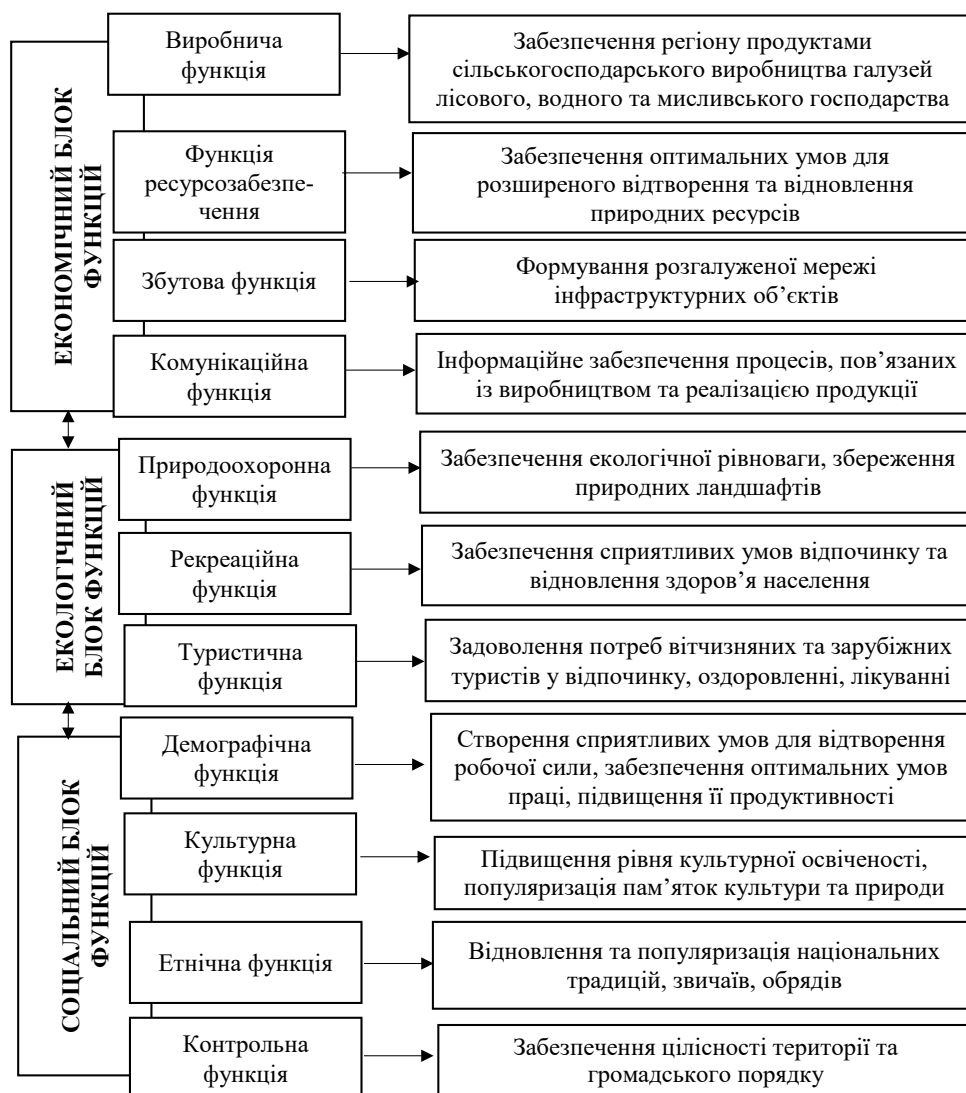 ЕКОНОМІЧНИЙ БЛОК
ФУНКЦІЙ
Виробнича
функція
Забезпечення регіону продуктами
сільськогосподарського виробництва галузей
лісового, водного та мисливського господарства
Функція
ресурсозабезпе-
чення
Забезпечення оптимальних умов для
розширеного відтворення та відновлення
природних ресурсів
Збутова функція
Формування розгалуженої мережі
інфраструктурних об’єктів
Комунікаційна
функція
Інформаційне забезпечення процесів, пов’язаних
із виробництвом та реалізацією продукції
ЕКОЛОГІЧНИЙ
БЛОК ФУНКЦІЙ
Природоохоронна
функція
Забезпечення екологічної рівноваги, збереження
природних ландшафтів
Рекреаційна
функція
Забезпечення сприятливих умов відпочинку та
відновлення здоров’я населення
Туристична
функція
Задоволення потреб вітчизняних та зарубіжних
туристів у відпочинку, оздоровленні, лікуванні
СОЦІАЛЬНИЙ БЛОК
ФУНКЦІЙ
Демографічна
функція
Створення сприятливих умов для відтворення
робочої сили, забезпечення оптимальних умов
праці, підвищення її продуктивності
Культурна
функція
Підвищення рівня культурної освіченості,
популяризація пам’яток культури та природи
Етнічна функція
Відновлення та популяризація національних
традицій, звичаїв, обрядів
Контрольна
функція
Забезпечення цілісності території та
громадського порядку